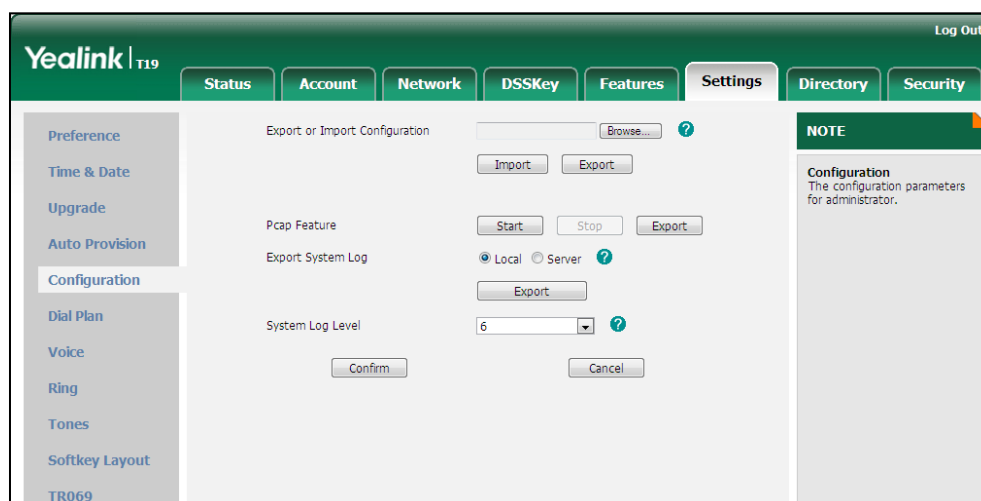 Log Out
Yealink T19
Status Account Network DSSKey Features Settings Directory Security
Preference
Time & Date
Upgrade
Auto Provision
Configuration
Dial Plan
Voice
Ring
Tones
Softkey Layout
TR069
Export or Import Configuration Browse... ?
Import Export
Pcap Feature Start Stop Export
Export System Log Local Server ?
Export
System Log Level 6 ?
Confirm Cancel
NOTE
Configuration
The configuration parameters
for administrator.